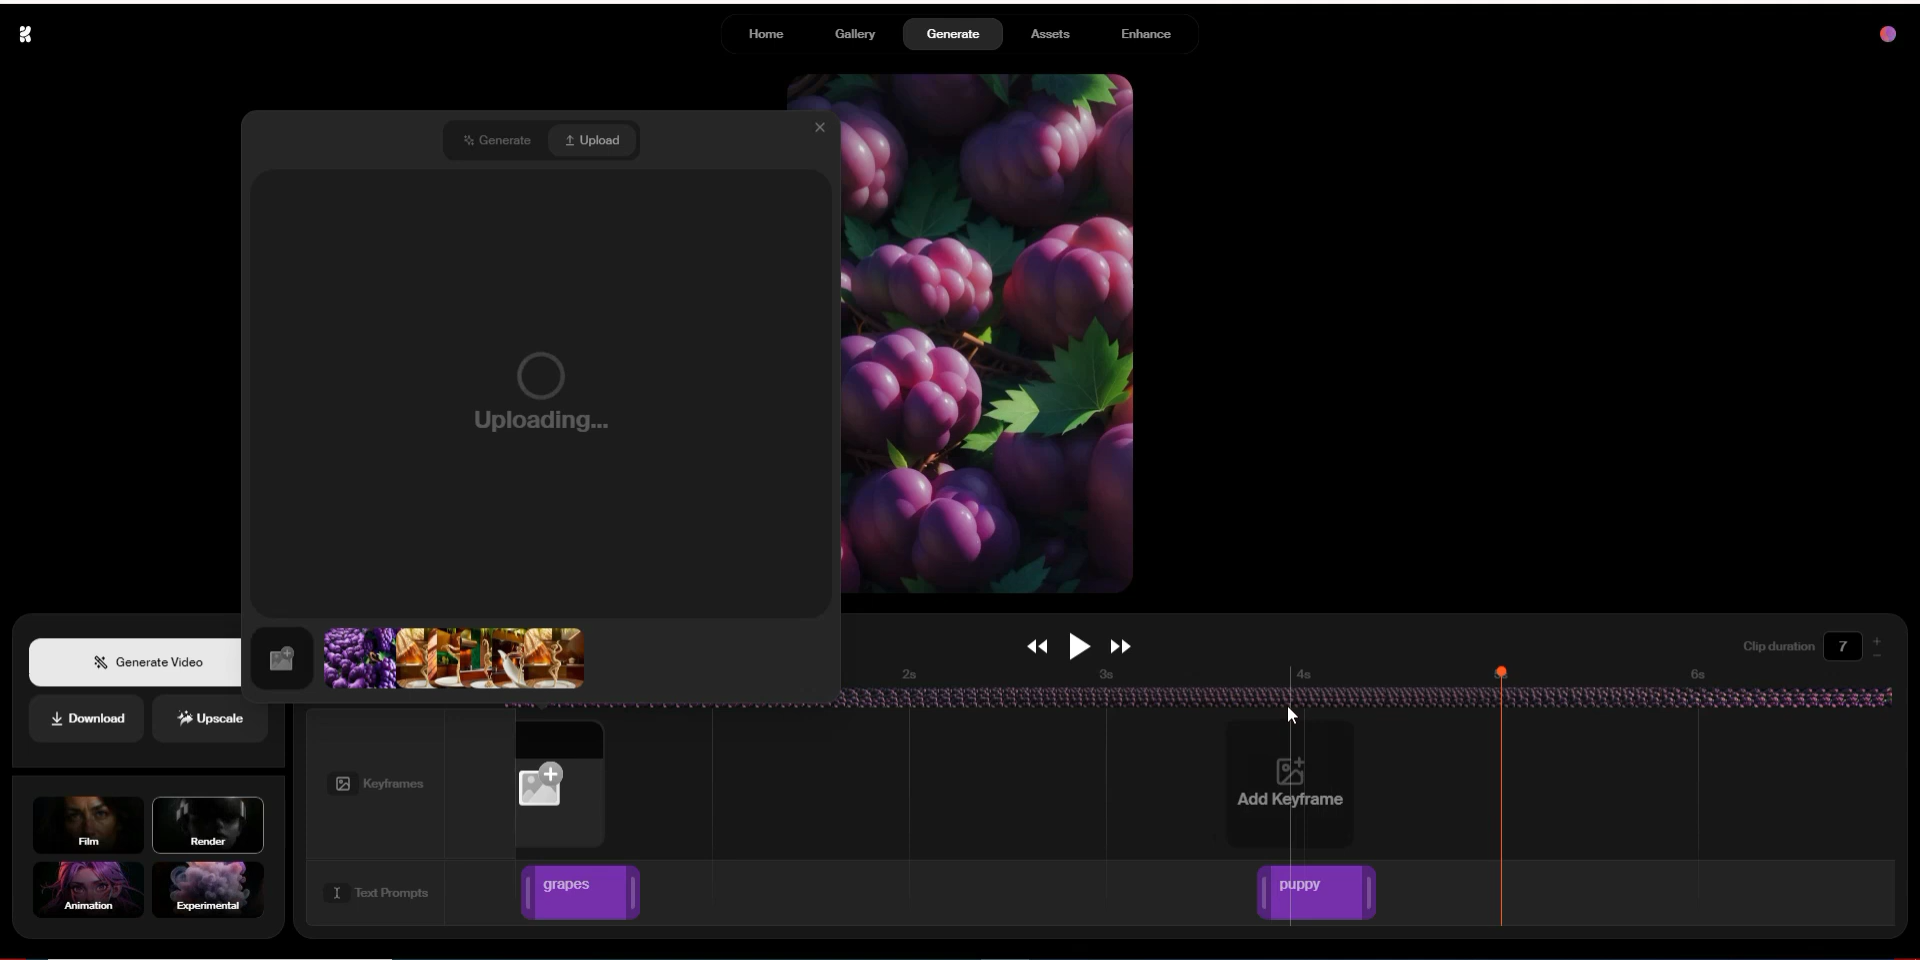 Home
Gallery
Generate
Assets
Enhance
Generate
Upload
Uploading...
Generate Video
Download
Upscale
Film
Render
Animation
Experimental
Clip duration
7
2s
3s
4s
6s
Keyframes
Add Keyframe
Text Prompts
grapes
puppy